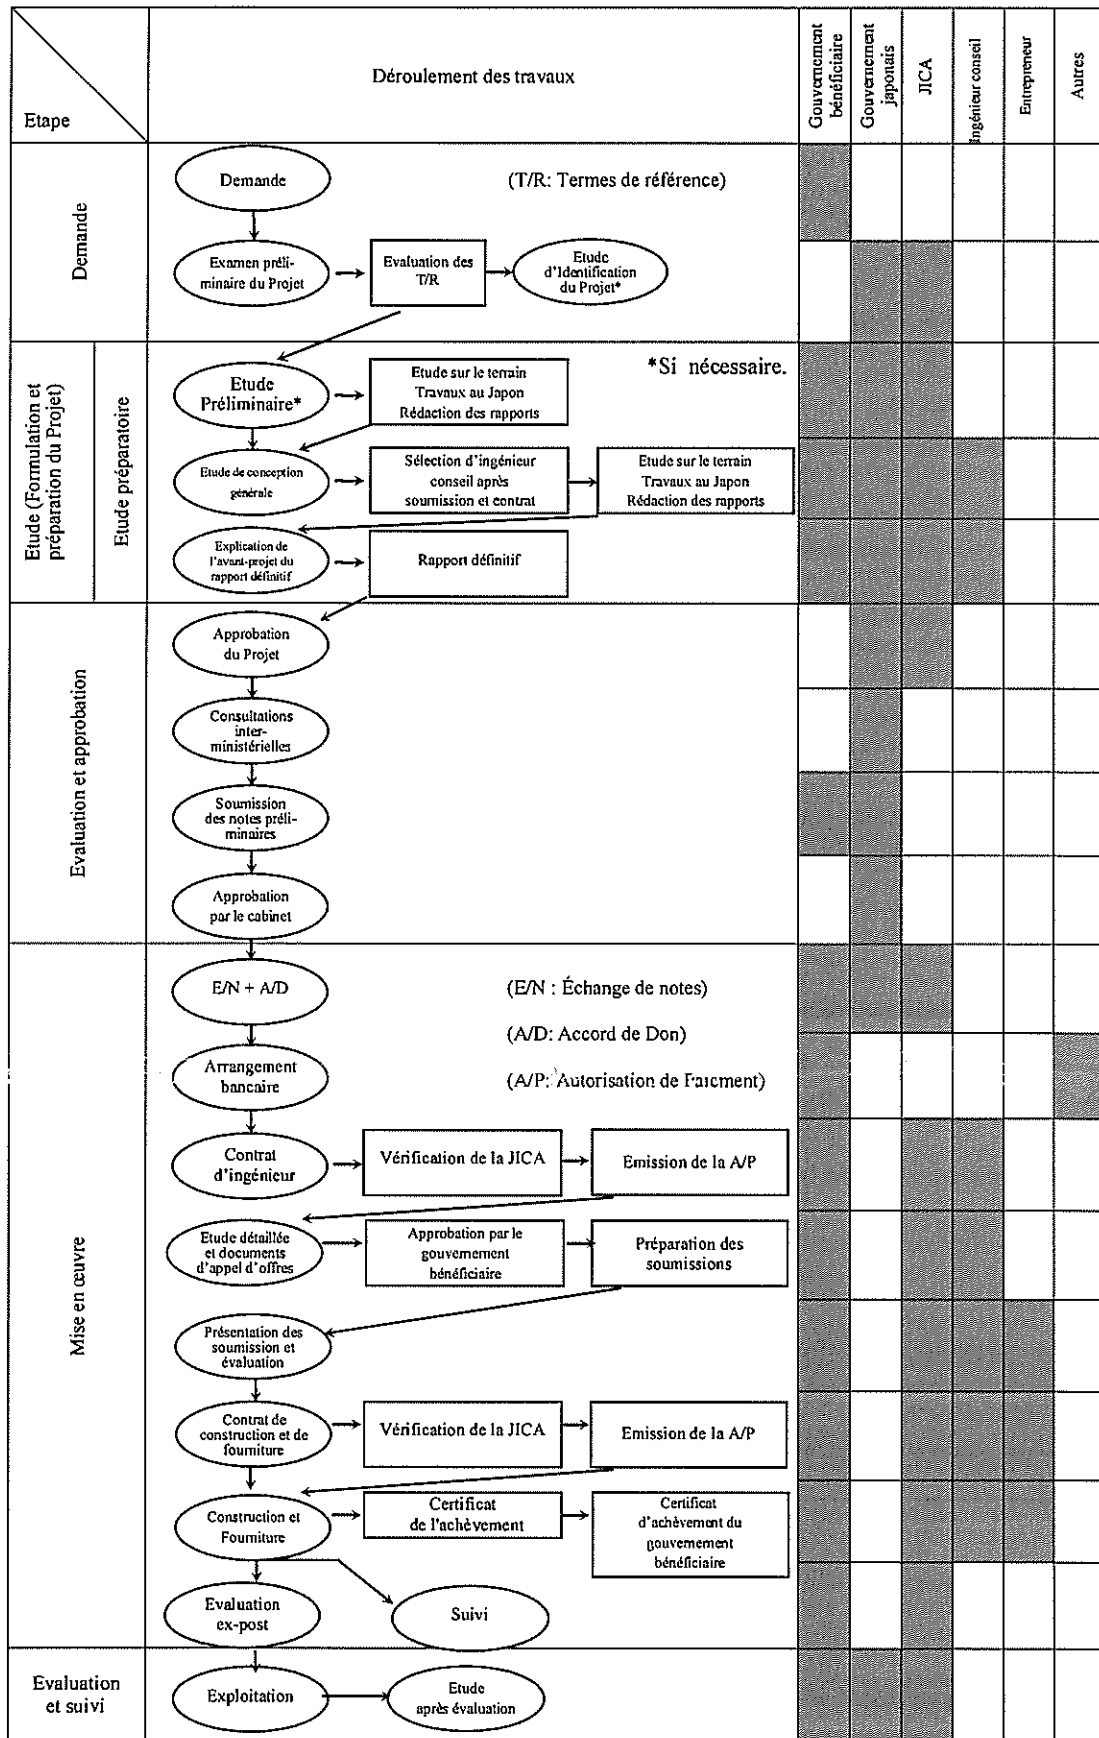 Etape
Déroulement des travaux
Gouvernement
bénéficiaire
Gouvernement
japonais
JICA
Ingénieur conseil
Entrepreneur
Autres
Demande
Demande
(T/R: Termes de référence)
Examen préli-
minaire du Projet
Evaluation des
T/R
Etude
d'Identification
du Projet*
Etude (Formulation et
préparation du Projet)
Etude préparatoire
Etude
Préliminaire*
Etude sur le terrain
Travaux au Japon
Rédaction des rapports
*Si nécessaire.
Etude de conception
générale
Sélection d'ingénieur
conseil après
soumission et contrat
Etude sur le terrain
Travaux au Japon
Rédaction des rapports
Explication de
l'avant-projet du
rapport définitif
Rapport définitif
Evaluation et approbation
Approbation
du Projet
Consultations
inter-
ministérielles
Soumission
des notes préli-
minaires
Approbation
par le cabinet
Mise en œuvre
E/N + A/D
(E/N : Échange de notes)
Arrangement
bancaire
(A/D: Accord de Don)
(A/P: Autorisation de Paiement)
Contrat
d'ingénieur
Vérification de la JICA
Emission de la A/P
Etude détaillée
et documents
d'appel d'offres
Approbation par le
gouvernement
bénéficiaire
Préparation des
soumissions
Présentation des
soumission et
évaluation
Contrat de
construction et de
fourniture
Vérification de la JICA
Emission de la A/P
Construction et
Fourniture
Certificat
de l'achèvement
Certificat
d'achèvement du
gouvernement
bénéficiaire
Evaluation
ex-post
Suivi
Evaluation
et suivi
Exploitation
Etude
après évaluation